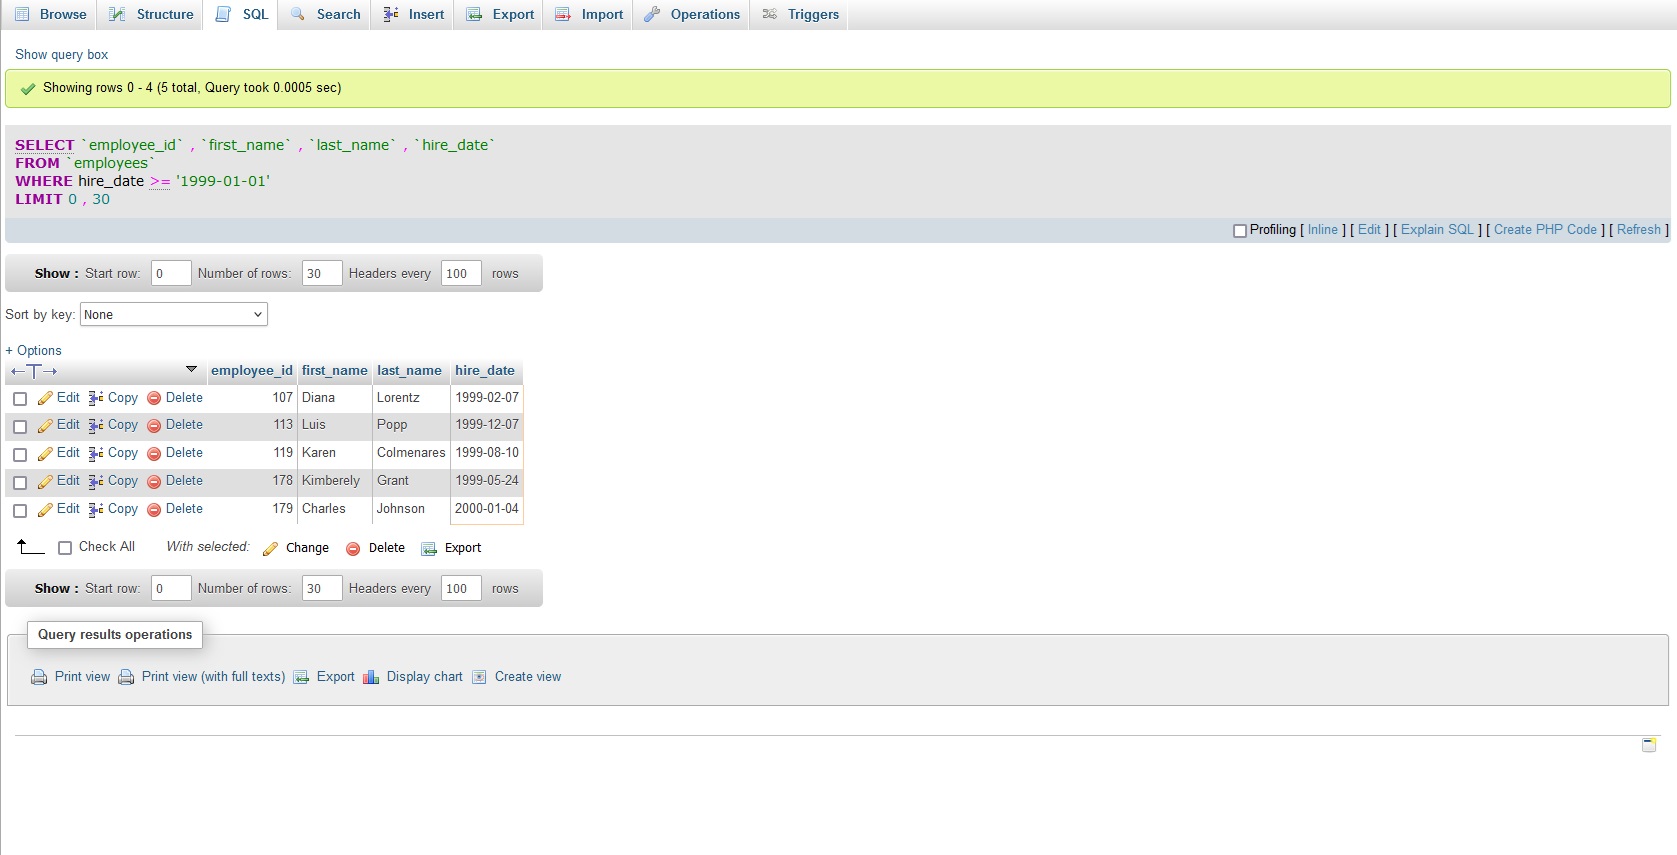 Browse Structure SQL Search Insert Export Import Operations Triggers
Show query box
Showing rows 0 - 4 (5 total, Query took 0.0005 sec)
SELECT `employee_id` , `first_name` , `last_name` , `hire_date`
FROM `employees`
WHERE hire_date >= '1999-01-01'
LIMIT 0 , 30
Profiling [ Inline ] [ Edit ] [ Explain SQL ] [ Create PHP Code ] [ Refresh ]
Show : Start row: 0 Number of rows: 30 Headers every 100 rows
Sort by key: None
+ Options
←T→ employee_id first_name last_name hire_date
Edit Copy Delete 107 Diana Lorentz 1999-02-07
Edit Copy Delete 113 Luis Popp 1999-12-07
Edit Copy Delete 119 Karen Colmenares 1999-08-10
Edit Copy Delete 178 Kimberely Grant 1999-05-24
Edit Copy Delete 179 Charles Johnson 2000-01-04
Check All With selected: Change Delete Export
Show : Start row: 0 Number of rows: 30 Headers every 100 rows
Query results operations
Print view Print view (with full texts) Export Display chart Create view